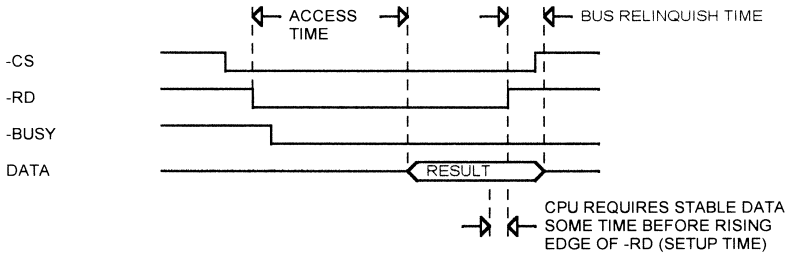 ACCESS
TIME
BUS RELINQUISH TIME
-CS
-RD
-BUSY
DATA
RESULT
CPU REQUIRES STABLE DATA
SOME TIME BEFORE RISING
EDGE OF -RD (SETUP TIME)